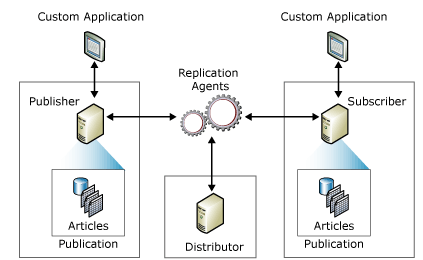 Custom Application
Custom Application
Replication
Agents
Publisher
Subscriber
Articles
Publication
Distributor
Articles
Publication